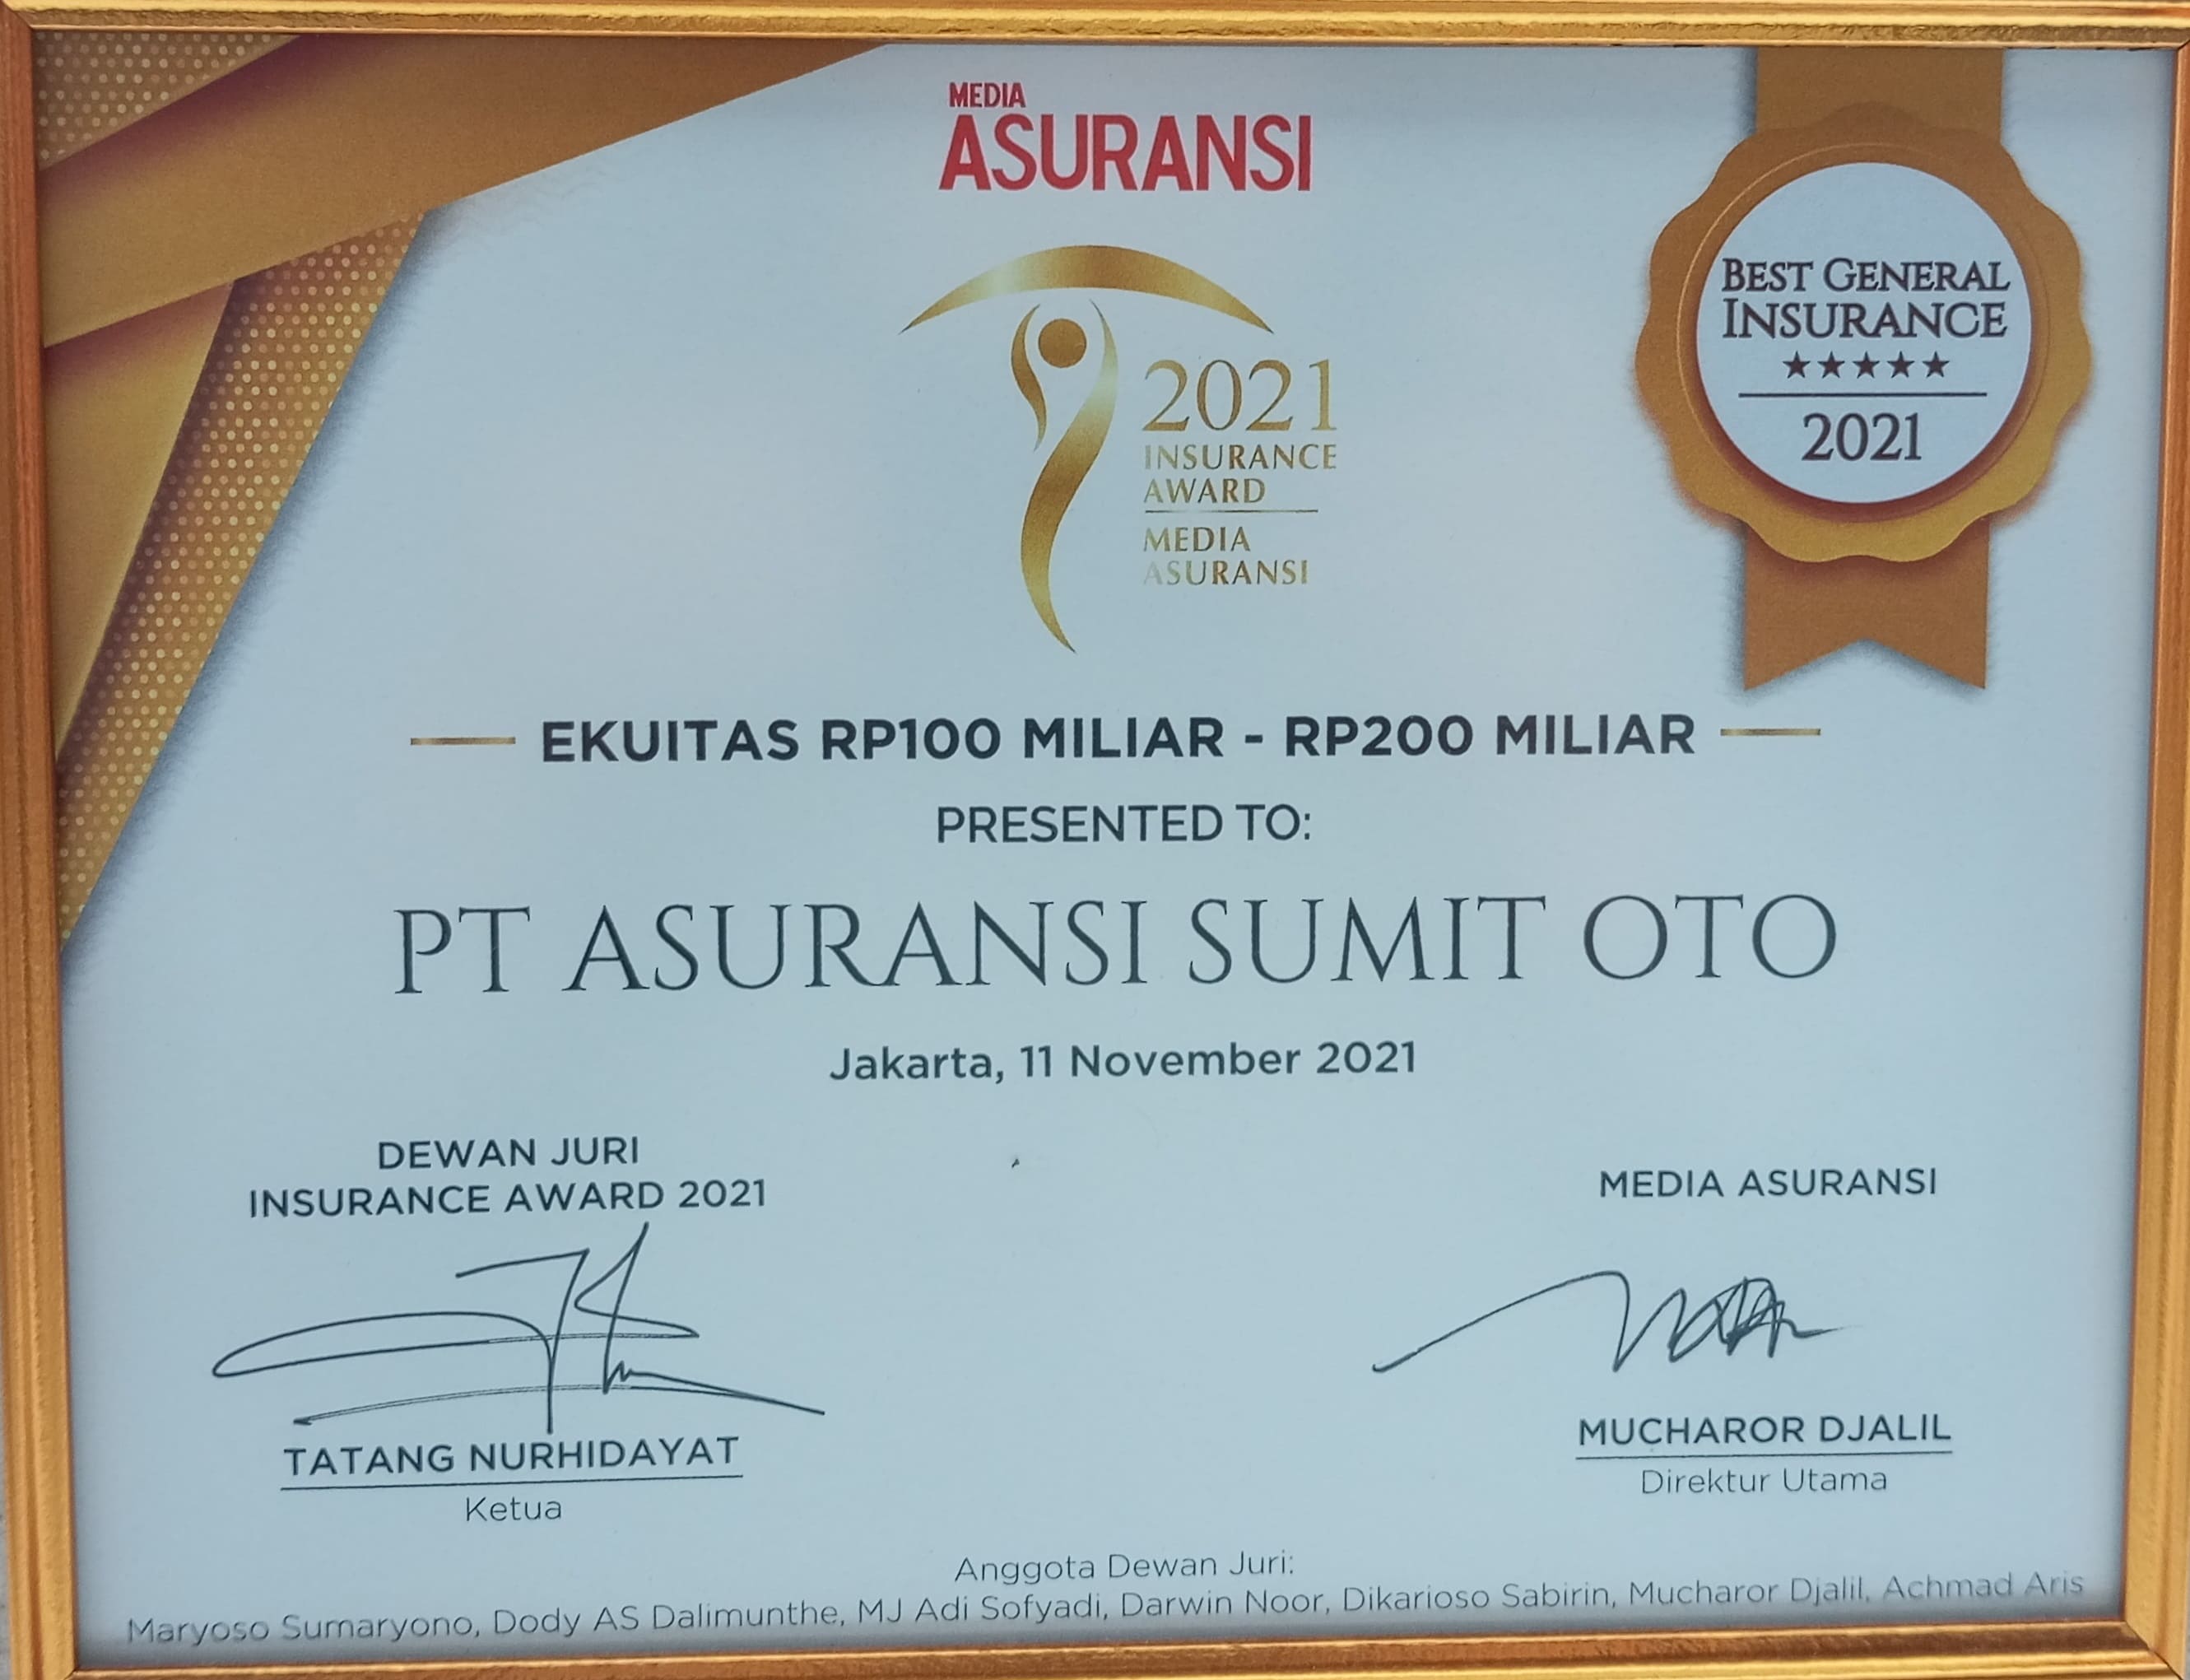 MEDIA
ASURANSI
BEST GENERAL
INSURANCE
★★★★★
2021
2021
INSURANCE
AWARD
MEDIA
ASURANSI
EKUITAS RP100 MILIAR - RP200 MILIAR
PRESENTED TO:
PT ASURANSI SUMIT OTO
Jakarta, 11 November 2021
DEWAN JURI
INSURANCE AWARD 2021
TATANG NURHIDAYAT
Ketua
MEDIA ASURANSI
MUCHAROR DJALIL
Direktur Utama
Anggota Dewan Juri:
Maryoso Sumaryono, Dody AS Dalimunthe, MJ Adi Sofyadi, Darwin Noor, Dikarioso Sabirin, Mucharor Djalil, Achmad Aris